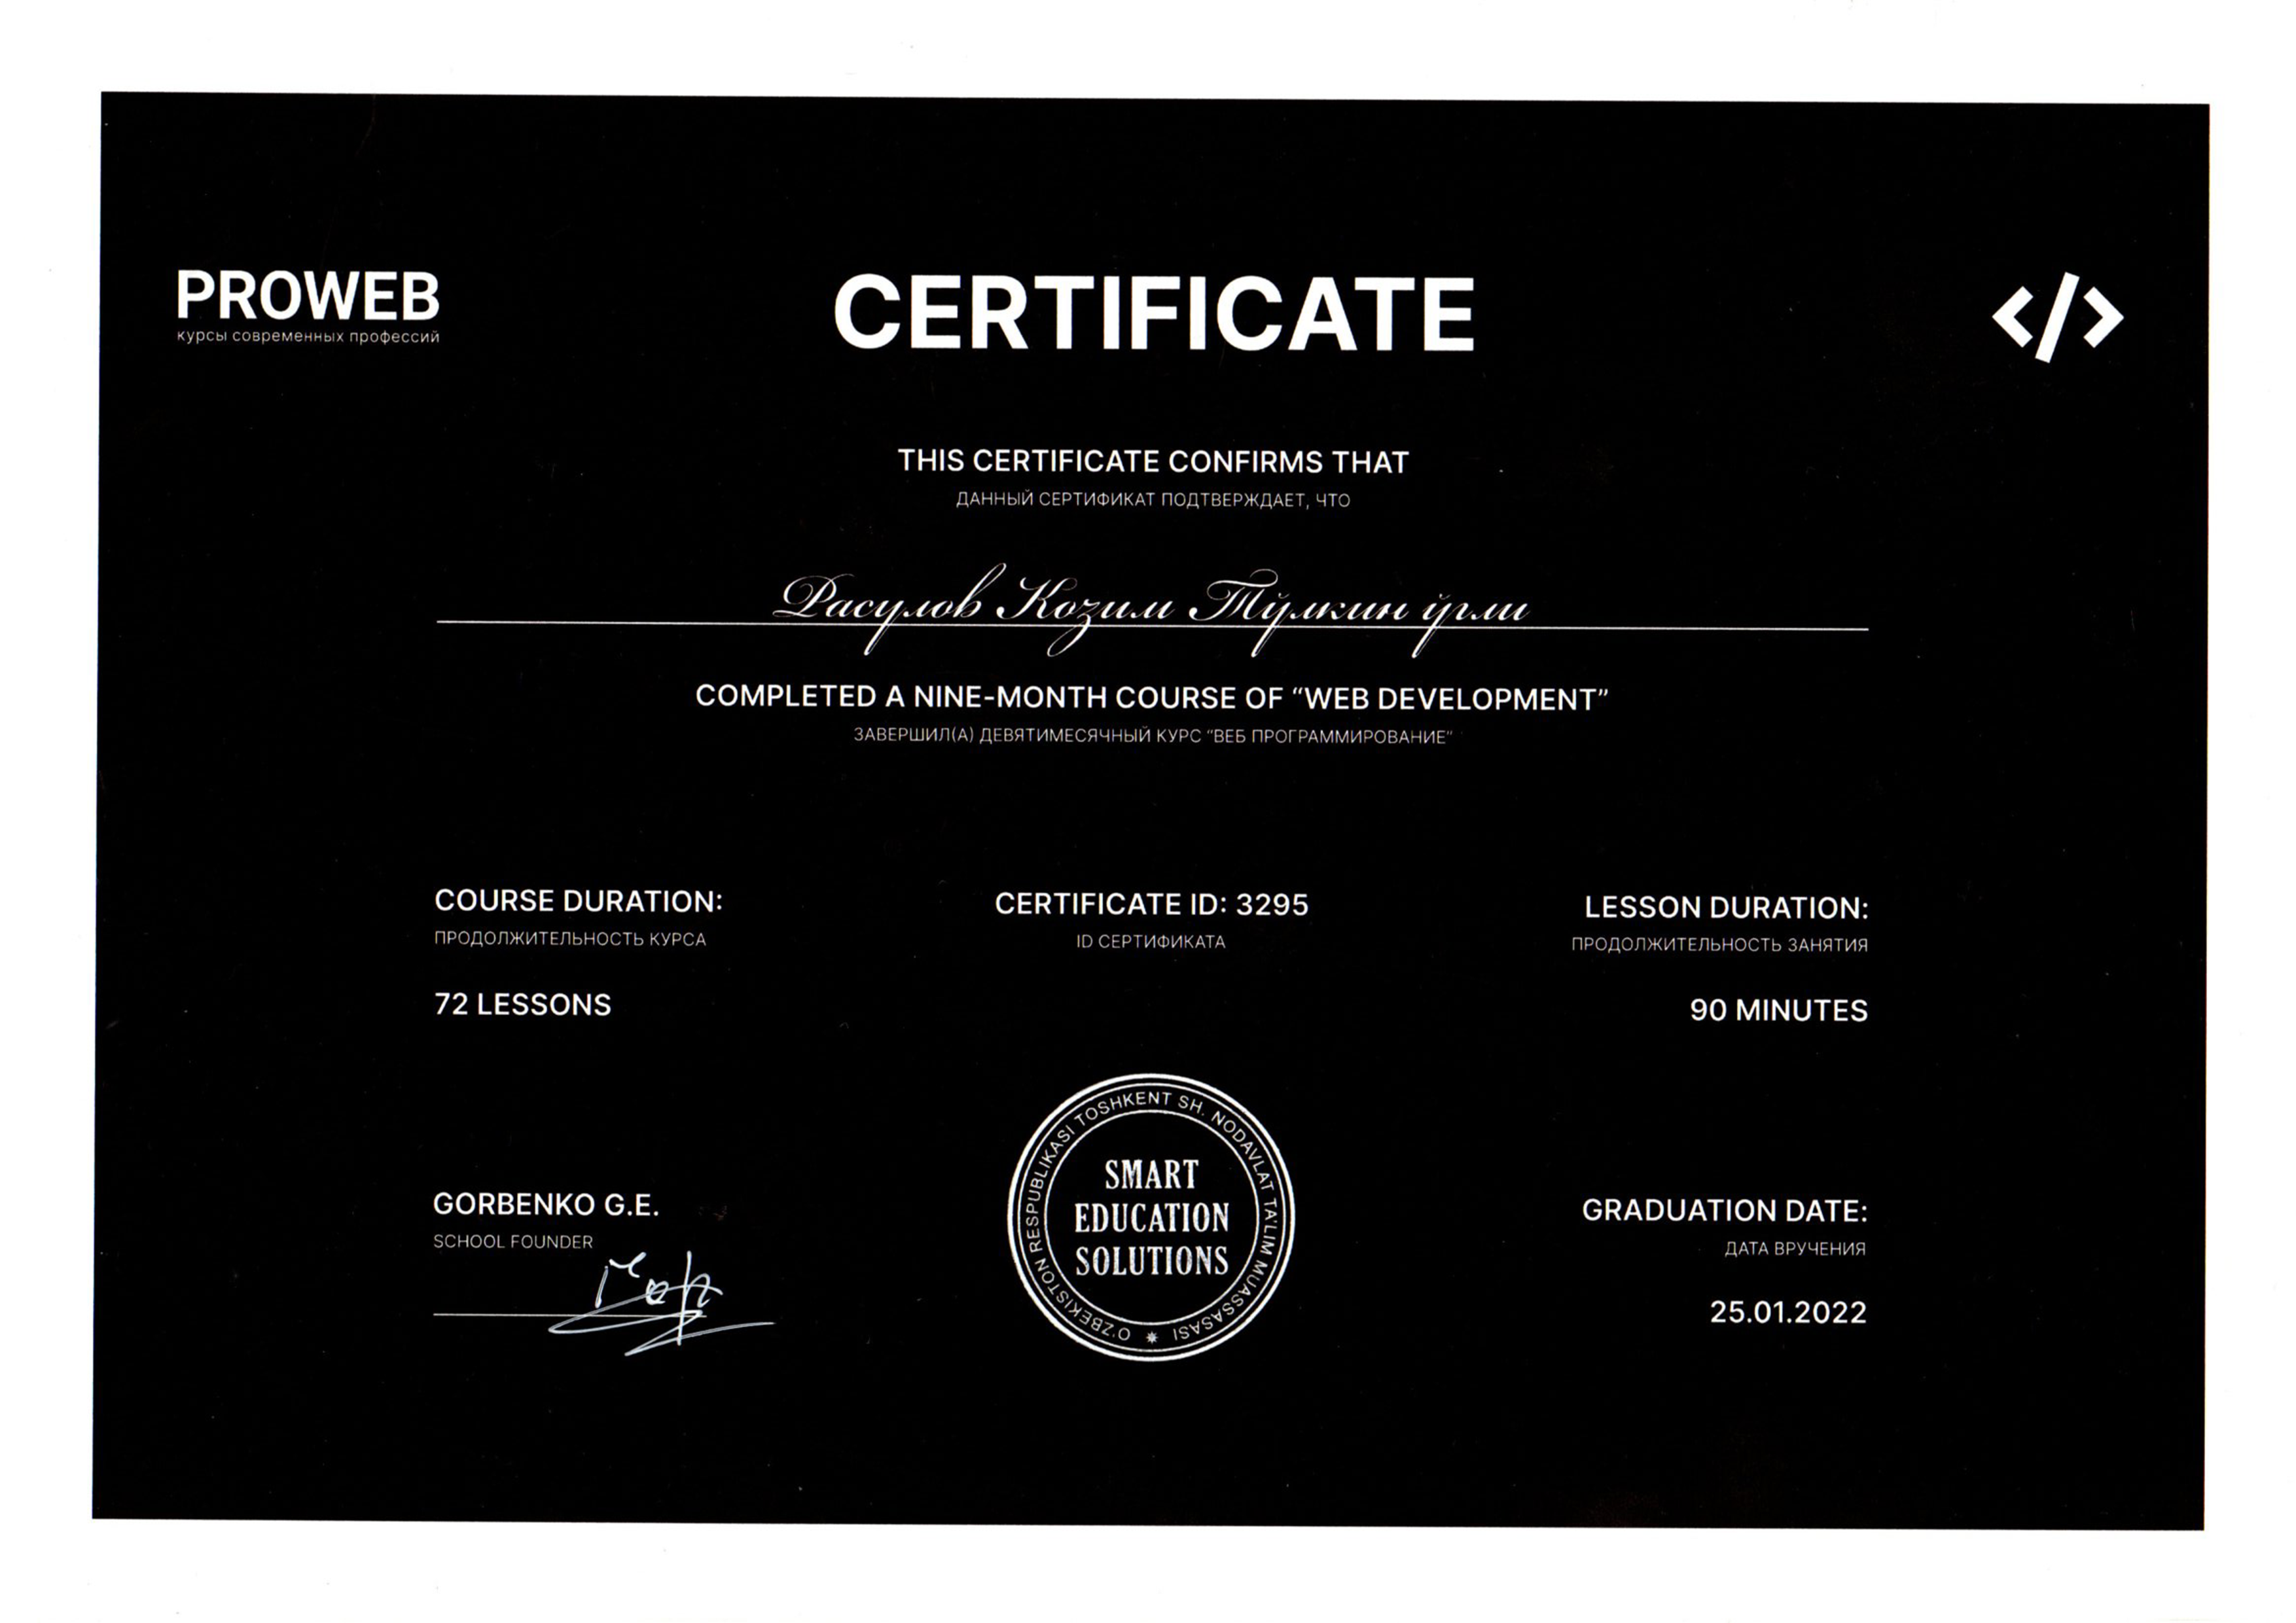 PROWEB
курсы современных профессий
CERTIFICATE
THIS CERTIFICATE CONFIRMS THAT
ДАННЫЙ СЕРТИФИКАТ ПОДТВЕРЖДАЕТ, ЧТО
Расулов Козим Тўлкин ўгли
COMPLETED A NINE-MONTH COURSE OF “WEB DEVELOPMENT”
ЗАВЕРШИЛ(А) ДЕВЯТИМЕСЯЧНЫЙ КУРС “ВЕБ ПРОГРАММИРОВАНИЕ”
COURSE DURATION:
ПРОДОЛЖИТЕЛЬНОСТЬ КУРСА
72 LESSONS
CERTIFICATE ID: 3295
ID СЕРТИФИКАТА
LESSON DURATION:
ПРОДОЛЖИТЕЛЬНОСТЬ ЗАНЯТИЯ
90 MINUTES
GORBENKO G.E.
SCHOOL FOUNDER
O'ZBEKISTON RESPUBLIKASI TOSHKENT SH. NODAVLAT TA'LIM MUASSASASI
SMART
EDUCATION
SOLUTIONS
GRADUATION DATE:
ДАТА ВРУЧЕНИЯ
25.01.2022